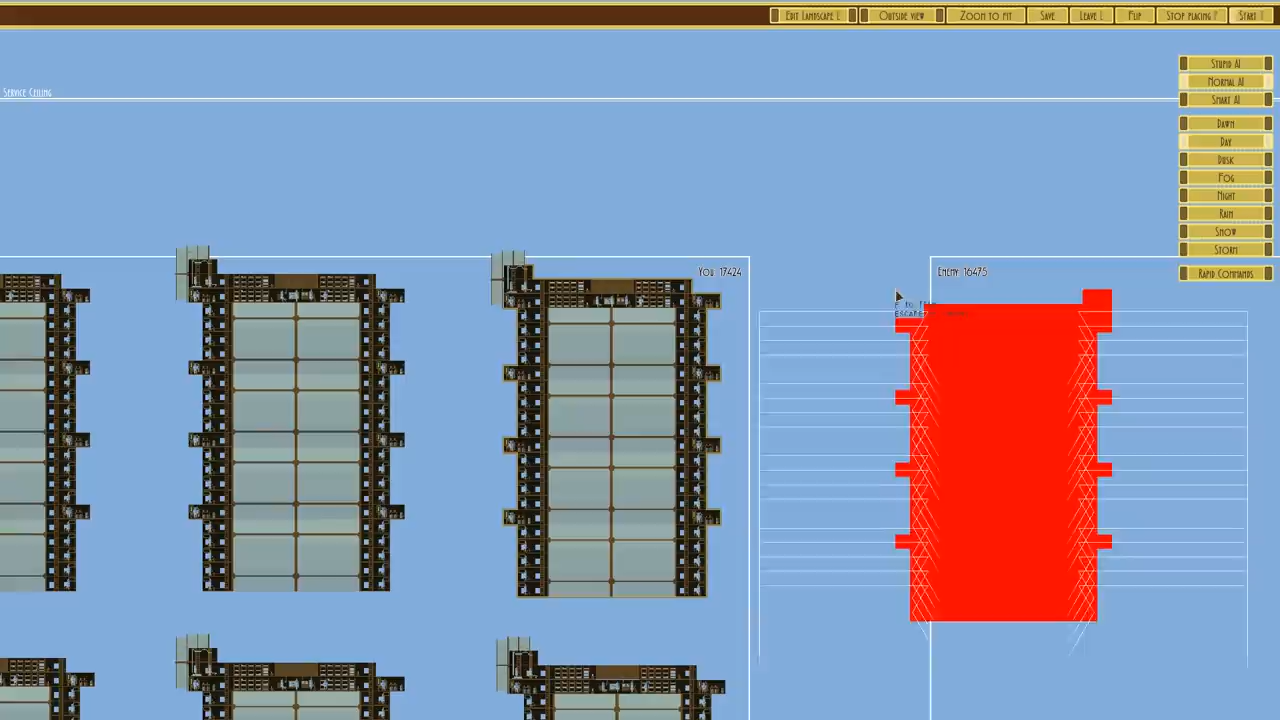 Edit Landscape L
Outside view
Zoom to fit
Save
Leave
Flip
Stop placing
Start
Stupid AI
Normal AI
Smart AI
Service Ceiling
Dawn
Day
Dusk
Fog
Night
Rain
Snow
Storm
You: 17424
Enemy: 16475
Rapid Commands